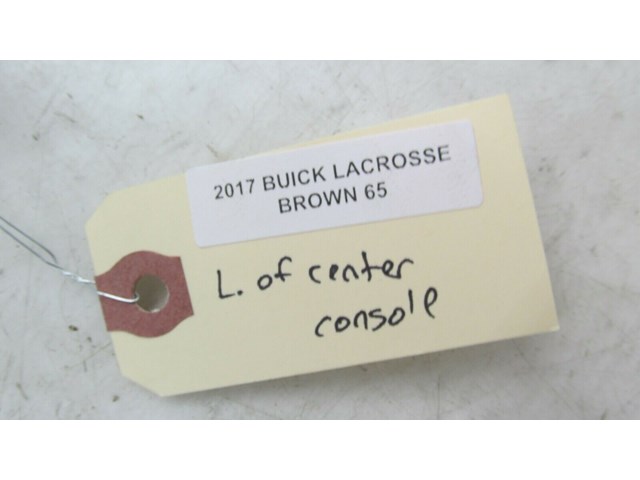 2017 BUICK LACROSSE
BROWN 65
L. of center
console